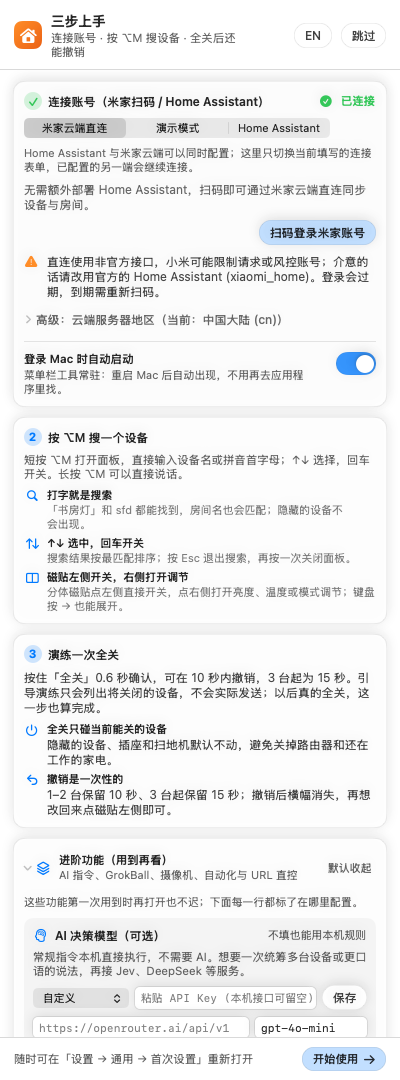 三步上手
连接账号 · 按 ⌥M 搜设备 · 全关后还
能撤销
EN
跳过
连接账号（米家扫码 / Home Assistant）
已连接
米家云端直连
演示模式
Home Assistant
Home Assistant 与米家云端可以同时配置；这里只切换当前填写的连接
表单，已配置的另一端会继续连接。
无需额外部署 Home Assistant，扫码即可通过米家云端直连同步
设备与房间。
扫码登录米家账号
直连使用非官方接口，小米可能限制请求或风控账号；介意的
话请改用官方的 Home Assistant (xiaomi_home)。登录会过
期，到期需重新扫码。
高级：云端服务器地区（当前：中国大陆 (cn)）
登录 Mac 时自动启动
菜单栏工具常驻：重启 Mac 后自动出现，不用再去应用程
序里找。
2
按 ⌥M 搜一个设备
短按 ⌥M 打开面板，直接输入设备名或拼音首字母；↑↓ 选择，回车
开关。长按 ⌥M 可以直接说话。
打字就是搜索
「书房灯」和 sfd 都能找到，房间名也会匹配；隐藏的设备不
会出现。
↑↓ 选中，回车开关
搜索结果按最匹配排序；按 Esc 退出搜索，再按一次关闭面板。
磁贴左侧开关，右侧打开调节
分体磁贴点左侧直接开关，点右侧打开亮度、温度或模式调节；键盘
按 → 也能展开。
3
演练一次全关
按住「全关」0.6 秒确认，可在 10 秒内撤销，3 台起为 15 秒。引
导演练只会列出将关闭的设备，不会实际发送；以后真的全关，这
一步也算完成。
全关只碰当前能关的设备
隐藏的设备、插座和扫地机默认不动，避免关掉路由器和还在
工作的家电。
撤销是一次性的
1–2 台保留 10 秒、3 台起保留 15 秒；撤销后横幅消失，再想
改回来点磁贴左侧即可。
进阶功能（用到再看）
AI 指令、GrokBall、摄像机、自动化与 URL 直控
默认收起
这些功能第一次用到时再打开也不迟；下面每一行都标了在哪里配置。
AI 决策模型（可选）
不填也能用本机规则
常规指令本机直接执行，不需要 AI。想要一次统筹多台设备或更口
语的说法，再接 Jev、DeepSeek 等服务。
自定义
粘贴 API Key（本机接口可留空）
保存
https://openrouter.ai/api/v1
gpt-4o-mini
随时可在「设置 → 通用 → 首次设置」重新打开
开始使用 →